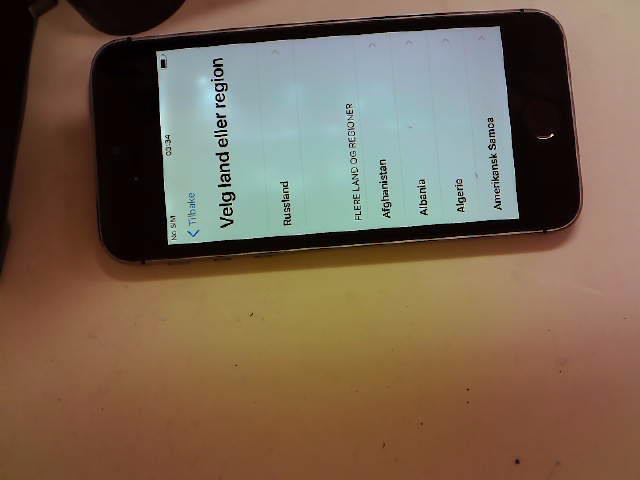 No SIM 03:34
Tilbake
Velg land eller region
Russland
FLERE LAND OG REGIONER
Afghanistan
Albania
Algerie
Amerikansk Samoa